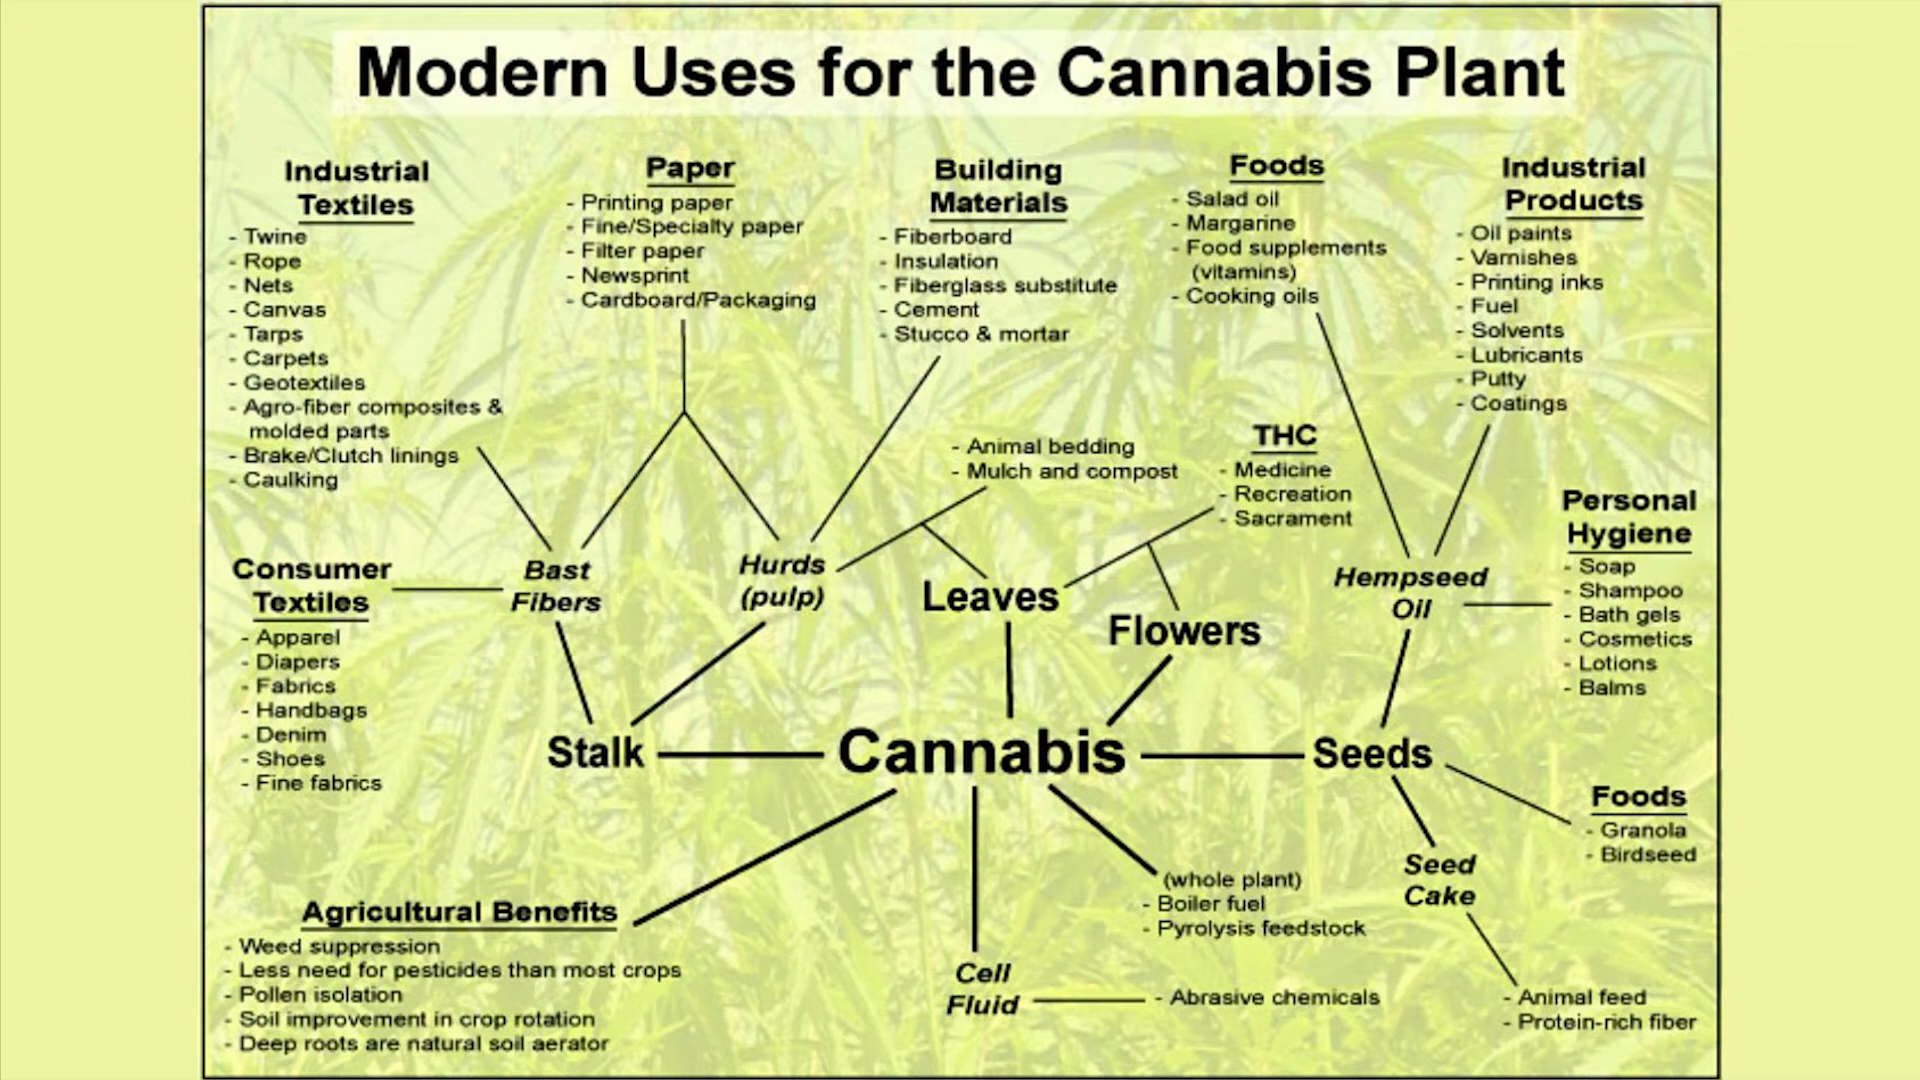 Modern Uses for the Cannabis Plant
Industrial
Textiles
- Twine
- Rope
- Nets
- Canvas
- Tarps
- Carpets
- Geotextiles
- Agro-fiber composites &
molded parts
- Brake/Clutch linings
- Caulking
Paper
- Printing paper
- Fine/Specialty paper
- Filter paper
- Newsprint
- Cardboard/Packaging
Building
Materials
- Fiberboard
- Insulation
- Fiberglass substitute
- Cement
- Stucco & mortar
Foods
- Salad oil
- Margarine
- Food supplements
(vitamins)
- Cooking oils
Industrial
Products
- Oil paints
- Varnishes
- Printing inks
- Fuel
- Solvents
- Lubricants
- Putty
- Coatings
- Animal bedding
- Mulch and compost
THC
- Medicine
- Recreation
- Sacrament
Personal
Hygiene
- Soap
- Shampoo
- Bath gels
- Cosmetics
- Lotions
- Balms
Consumer
Textiles
- Apparel
- Diapers
- Fabrics
- Handbags
- Denim
- Shoes
- Fine fabrics
Bast
Fibers
Hurds
(pulp)
Leaves
Flowers
Hempseed
Oil
Stalk
Cannabis
Seeds
Foods
- Granola
- Birdseed
Seed
Cake
(whole plant)
- Boiler fuel
- Pyrolysis feedstock
Agricultural Benefits
- Weed suppression
- Less need for pesticides than most crops
- Pollen isolation
- Soil improvement in crop rotation
- Deep roots are natural soil aerator
Cell
Fluid
- Abrasive chemicals
- Animal feed
- Protein-rich fiber